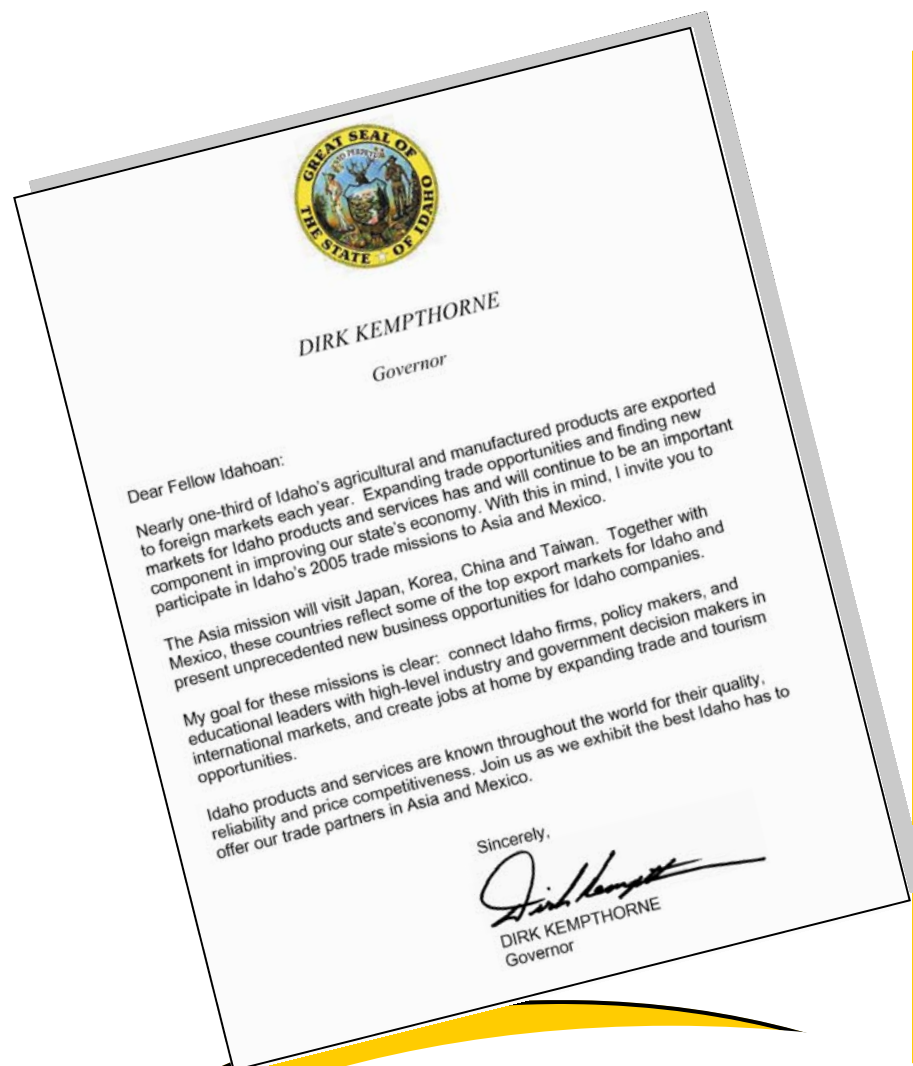 GREAT SEAL OF
THE STATE OF IDAHO
DIRK KEMPTHORNE
Governor
Dear Fellow Idahoan:
Nearly one-third of Idaho's agricultural and manufactured products are exported
to foreign markets each year.  Expanding trade opportunities and finding new
markets for Idaho products and services has and will continue to be an important
component in improving our state's economy. With this in mind, I invite you to
participate in Idaho's 2005 trade missions to Asia and Mexico.
The Asia mission will visit Japan, Korea, China and Taiwan.  Together with
Mexico, these countries reflect some of the top export markets for Idaho and
present unprecedented new business opportunities for Idaho companies.
My goal for these missions is clear:  connect Idaho firms, policy makers, and
educational leaders with high-level industry and government decision makers in
international markets, and create jobs at home by expanding trade and tourism
opportunities.
Idaho products and services are known throughout the world for their quality,
reliability and price competitiveness. Join us as we exhibit the best Idaho has to
offer our trade partners in Asia and Mexico.
Sincerely,
Dirk Kempthorne
DIRK KEMPTHORNE
Governor